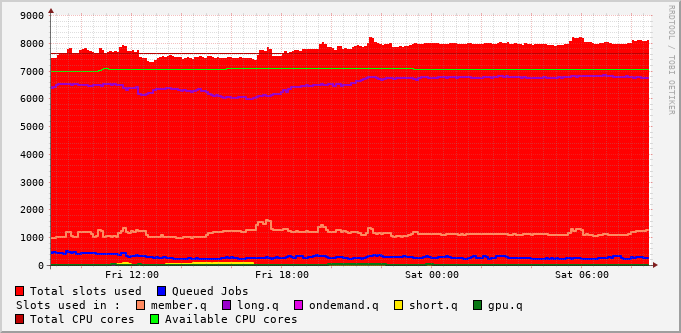 9000
8000
7000
6000
5000
4000
3000
2000
1000
0
Fri 12:00 Fri 18:00 Sat 00:00 Sat 06:00
RRDTOOL / TOBI OETIKER
Total slots used Queued Jobs
Slots used in : member.q long.q ondemand.q short.q gpu.q
Total CPU cores Available CPU cores